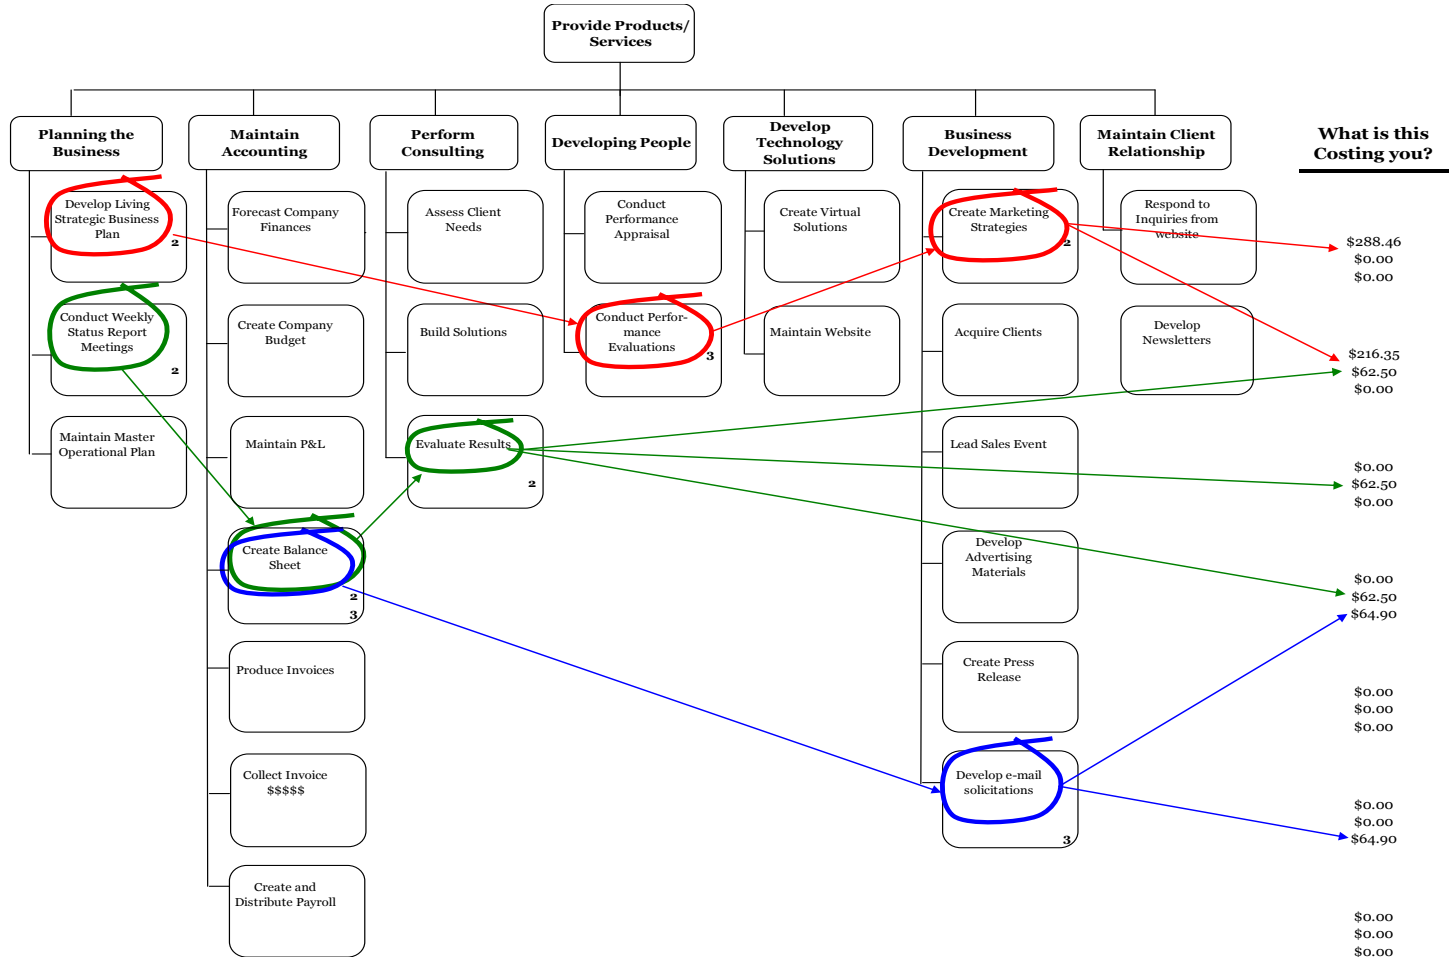 Provide Products/
Services
Planning the
Business
Maintain
Accounting
Perform
Consulting
Developing People
Develop
Technology
Solutions
Business
Development
Maintain Client
Relationship
What is this
Costing you?
Develop Living
Strategic Business
Plan
2
Forecast Company
Finances
Assess Client
Needs
Conduct
Performance
Appraisal
Create Virtual
Solutions
Create Marketing
Strategies
2
Respond to
Inquiries from
website
$288.46
$0.00
$0.00
Conduct Weekly
Status Report
Meetings
2
Create Company
Budget
Build Solutions
Conduct Perfor-
mance
Evaluations
3
Maintain Website
Acquire Clients
Develop
Newsletters
$216.35
$62.50
$0.00
Maintain Master
Operational Plan
Maintain P&L
Evaluate Results
2
Lead Sales Event
$0.00
$62.50
$0.00
Create Balance
Sheet
2
3
Develop
Advertising
Materials
$0.00
$62.50
$64.90
Produce Invoices
Create Press
Release
$0.00
$0.00
$0.00
Collect Invoice
$$$$$
Develop e-mail
solicitations
3
$0.00
$0.00
$64.90
Create and
Distribute Payroll
$0.00
$0.00
$0.00